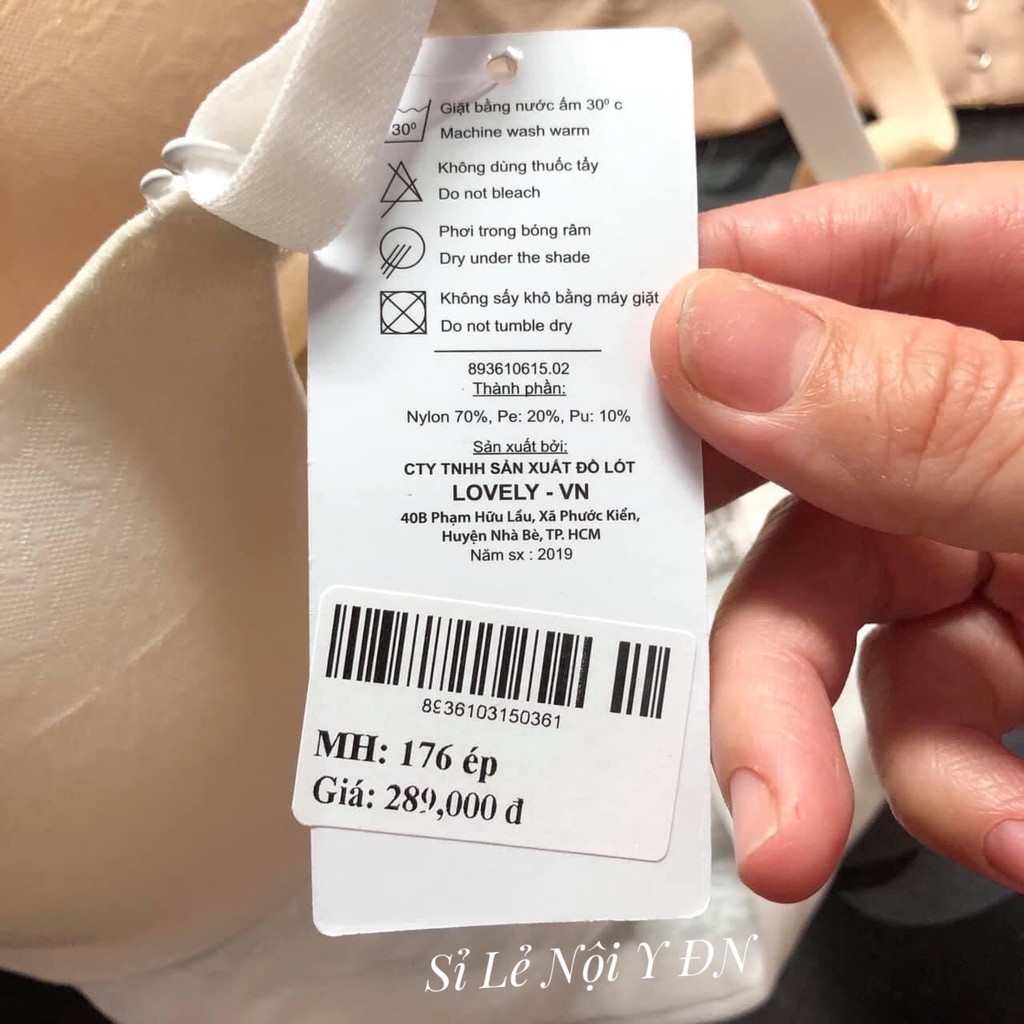 30⁰
Giặt bằng nước ấm 30⁰ c
Machine wash warm
Không dùng thuốc tẩy
Do not bleach
Phơi trong bóng râm
Dry under the shade
Không sấy khô bằng máy giặt
Do not tumble dry
893610615.02
Thành phần:
Nylon 70%, Pe: 20%, Pu: 10%
Sản xuất bởi:
CTY TNHH SẢN XUẤT ĐỒ LÓT
LOVELY - VN
40B Phạm Hữu Lầu, Xã Phước Kiển,
Huyện Nhà Bè, TP. HCM
Năm sx : 2019
8936103150361
MH: 176 ép
Giá: 289,000 đ
Sỉ Lẻ Nội Y ĐN